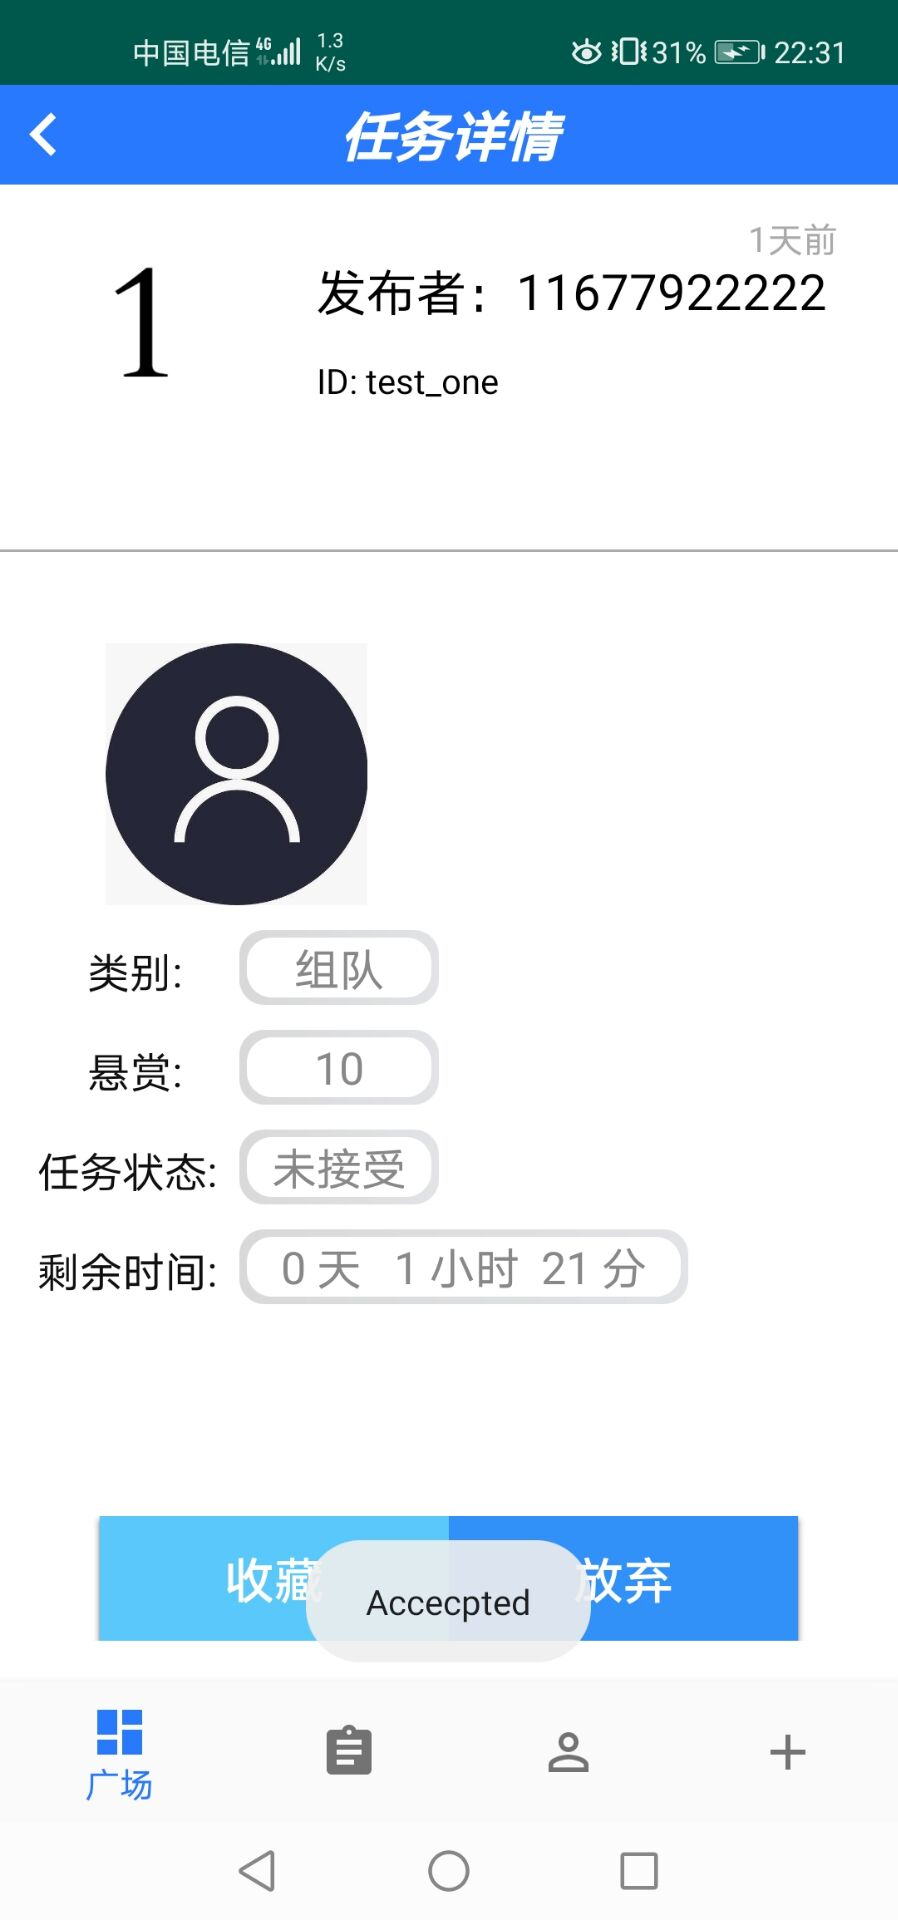 中国电信 4G 1.3 K/s 31% 22:31
任务详情
1天前
1
发布者：11677922222
ID: test_one
类别: 组队
悬赏: 10
任务状态: 未接受
剩余时间: 0 天 1 小时 21 分
收藏 放弃
Accecpted
广场